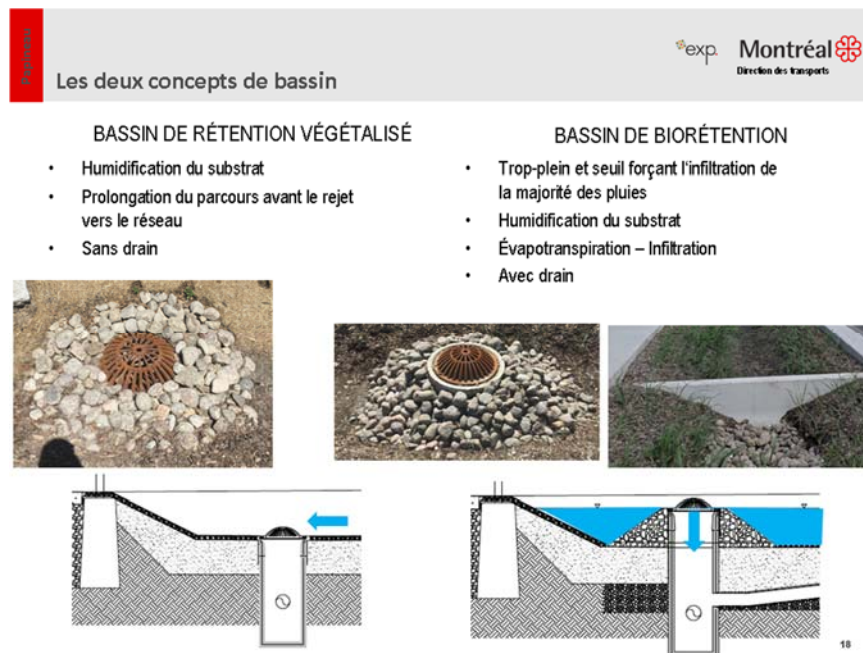 Papineau
Les deux concepts de bassin
exp.
Montréal
Direction des transports
BASSIN DE RÉTENTION VÉGÉTALISÉ
• Humidification du substrat
• Prolongation du parcours avant le rejet
vers le réseau
• Sans drain
BASSIN DE BIORÉTENTION
• Trop-plein et seuil forçant l'infiltration de
la majorité des pluies
• Humidification du substrat
• Évapotranspiration – Infiltration
• Avec drain
18